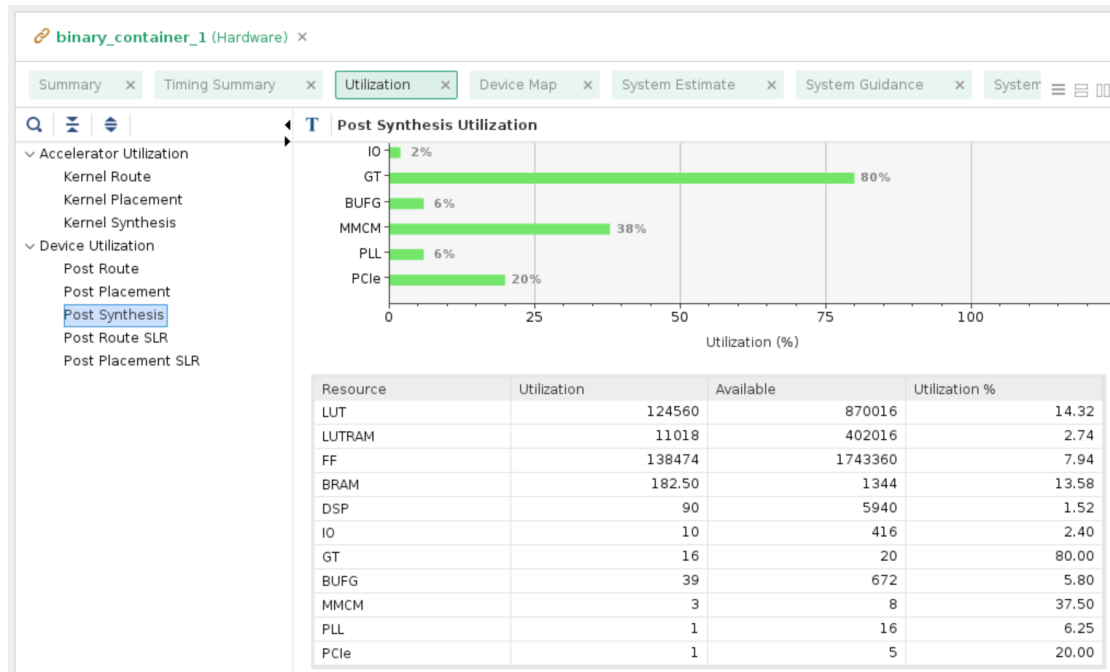 binary_container_1 (Hardware) ×
Summary × Timing Summary × Utilization × Device Map × System Estimate × System Guidance × System
T Post Synthesis Utilization
Accelerator Utilization
Kernel Route
Kernel Placement
Kernel Synthesis
Device Utilization
Post Route
Post Placement
Post Synthesis
Post Route SLR
Post Placement SLR
IO 2%
GT 80%
BUFG 6%
MMCM 38%
PLL 6%
PCIe 20%
0 25 50 75 100
Utilization (%)
Resource Utilization Available Utilization %
LUT 124560 870016 14.32
LUTRAM 11018 402016 2.74
FF 138474 1743360 7.94
BRAM 182.50 1344 13.58
DSP 90 5940 1.52
IO 10 416 2.40
GT 16 20 80.00
BUFG 39 672 5.80
MMCM 3 8 37.50
PLL 1 16 6.25
PCIe 1 5 20.00